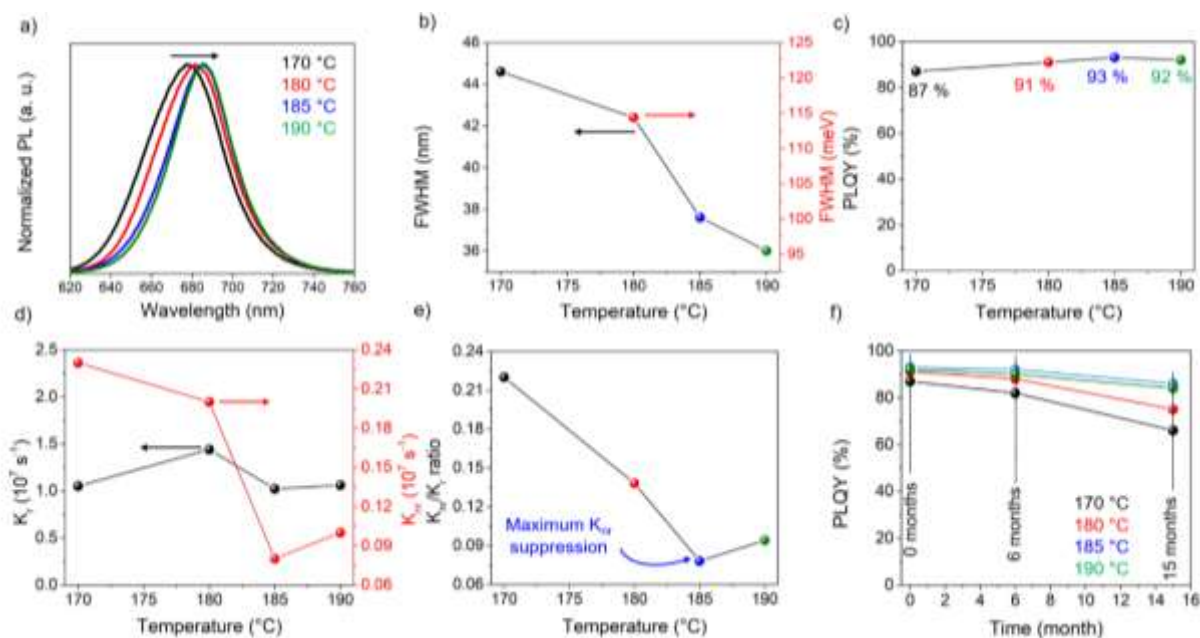 a)
Normalized PL (a. u.)
170 °C
180 °C
185 °C
190 °C
620 640 660 680 700 720 740 760
Wavelength (nm)
b)
46
44
42
40
38
36
FWHM (nm)
125
120
115
110
105
100
95
FWHM (meV)
170 175 180 185 190
Temperature (°C)
c)
100
80
60
40
20
0
PLQY (%)
87 %
91 %
93 %
92 %
170 175 180 185 190
Temperature (°C)
d)
2.5
2.0
1.5
1.0
0.5
0.0
Kr (10^7 s^-1)
0.24
0.21
0.18
0.15
0.12
0.09
0.06
Knr (10^7 s^-1)
170 175 180 185 190
Temperature (°C)
e)
0.24
0.21
0.18
0.15
0.12
0.09
0.06
Knr/Kr ratio
Maximum Knr
suppression
170 175 180 185 190
Temperature (°C)
f)
100
80
60
40
20
0
PLQY (%)
0 months
6 months
15 months
170 °C
180 °C
185 °C
190 °C
0 2 4 6 8 10 12 14 16
Time (month)